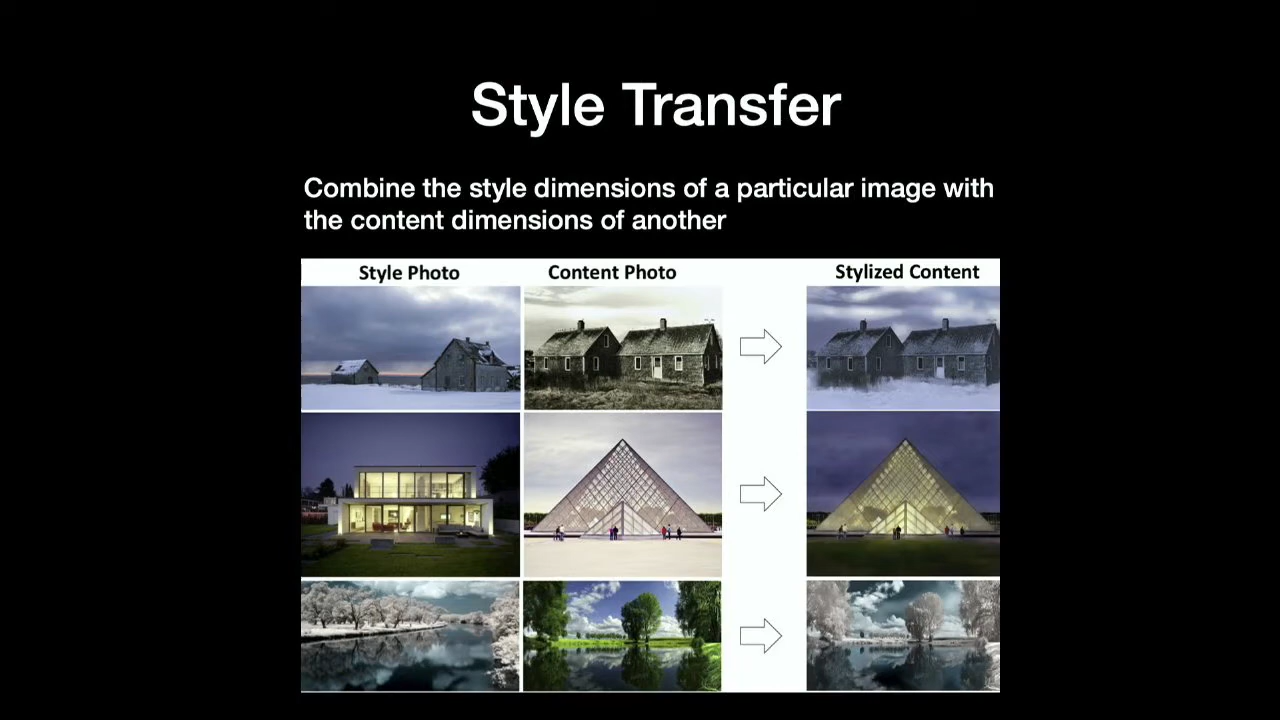 Style Transfer
Combine the style dimensions of a particular image with
the content dimensions of another
Style Photo
Content Photo
Stylized Content